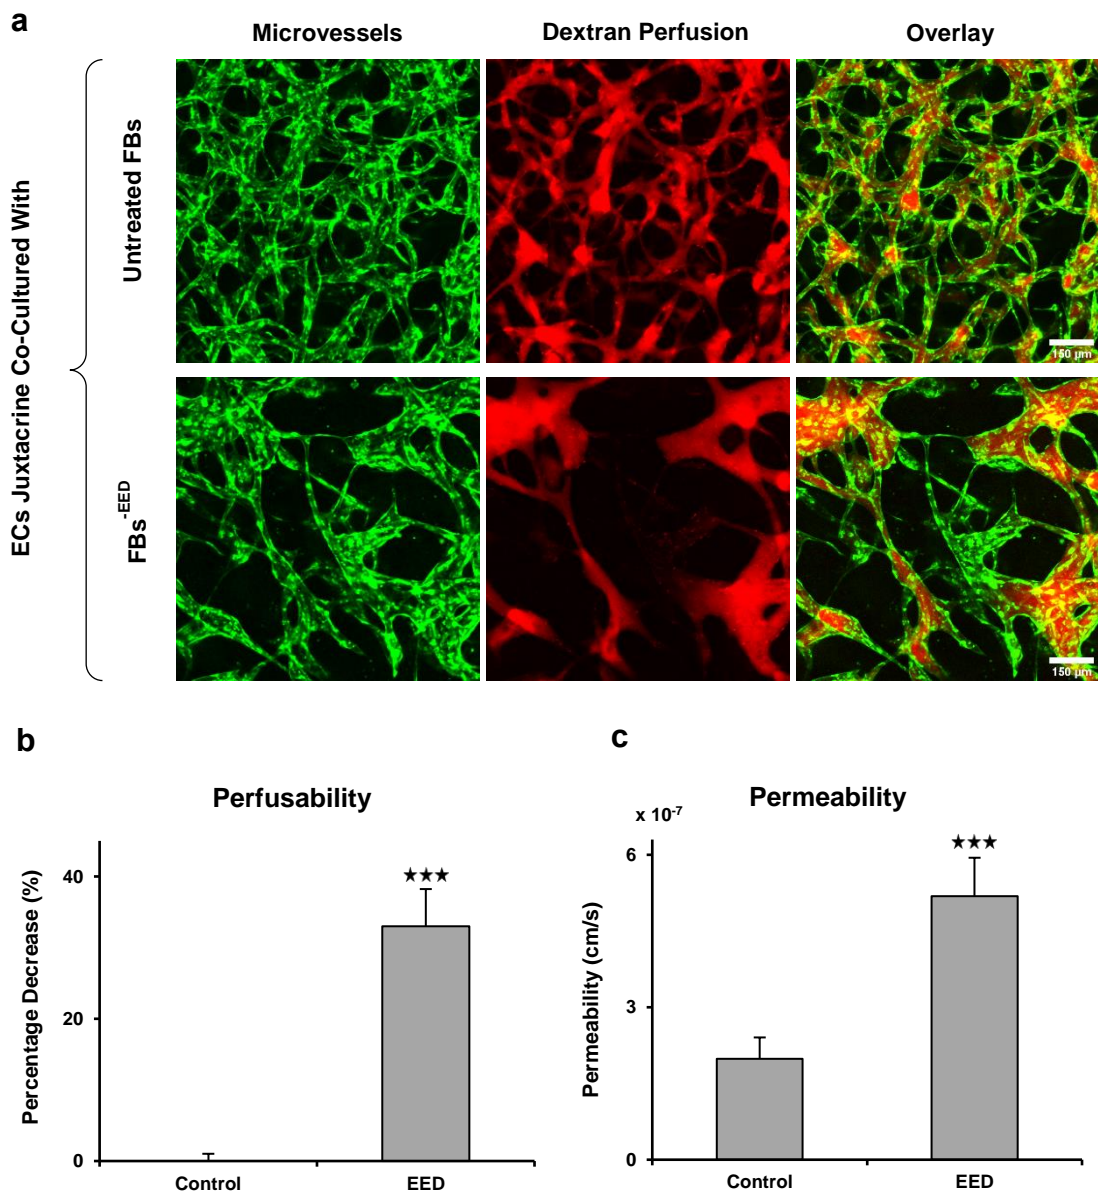 a
Microvessels
Dextran Perfusion
Overlay
ECs Juxtacrine Co-Cultured With
Untreated FBs
150 µm
FBs-EED
150 µm
b
Perfusability
Percentage Decrease (%)
40
20
0
★★★
Control
EED
c
Permeability
x 10-7
Permeability (cm/s)
6
3
0
★★★
Control
EED